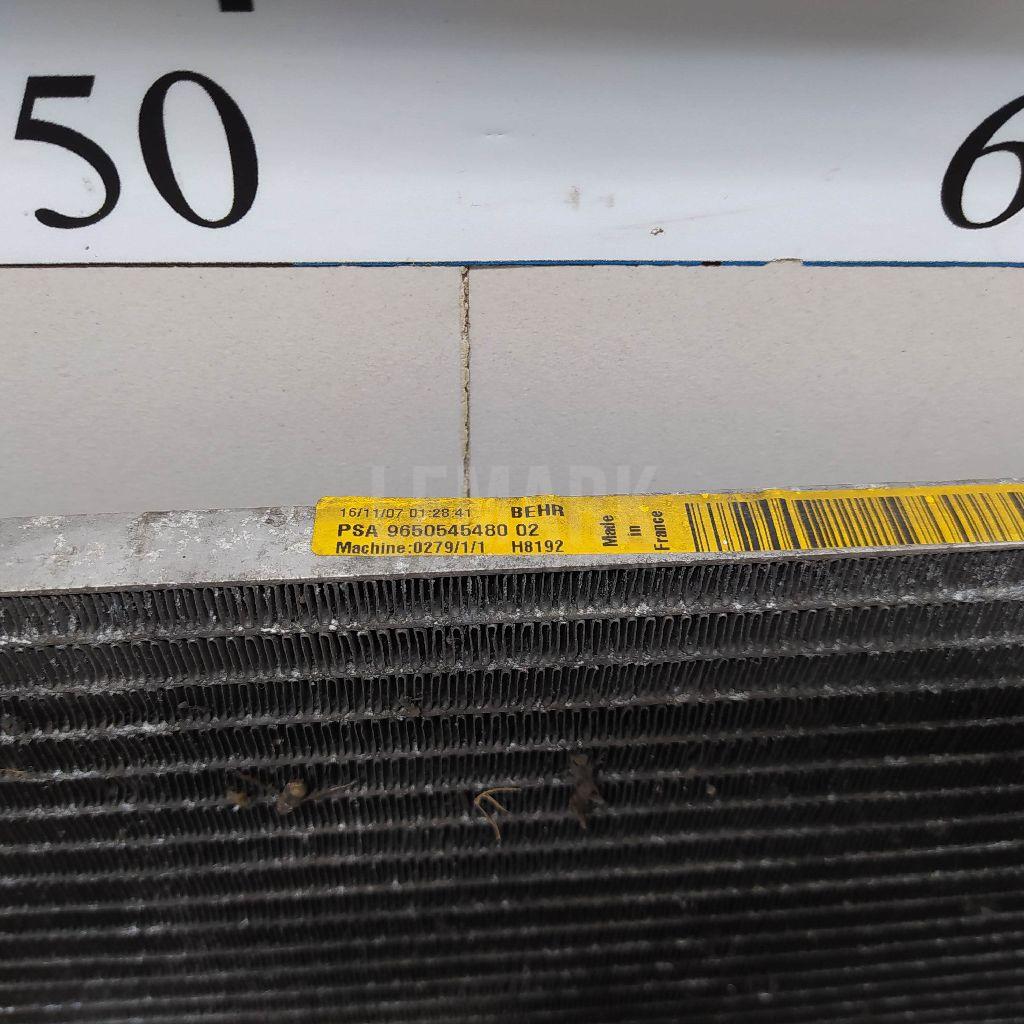 50
6
LEMARK
16/11/07 01:28:41 BEHR
PSA 9650545480 02
Machine:0279/1/1 H8192
Made
in
France